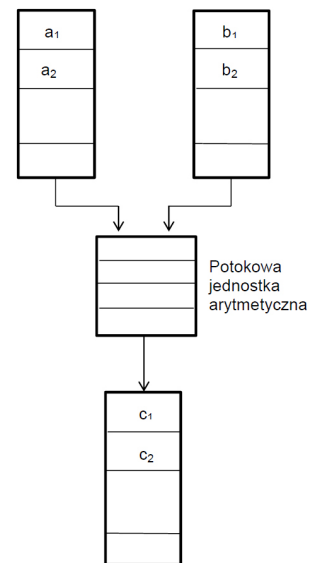 a₁
b₁
a₂
b₂
Potokowa
jednostka
arytmetyczna
c₁
c₂